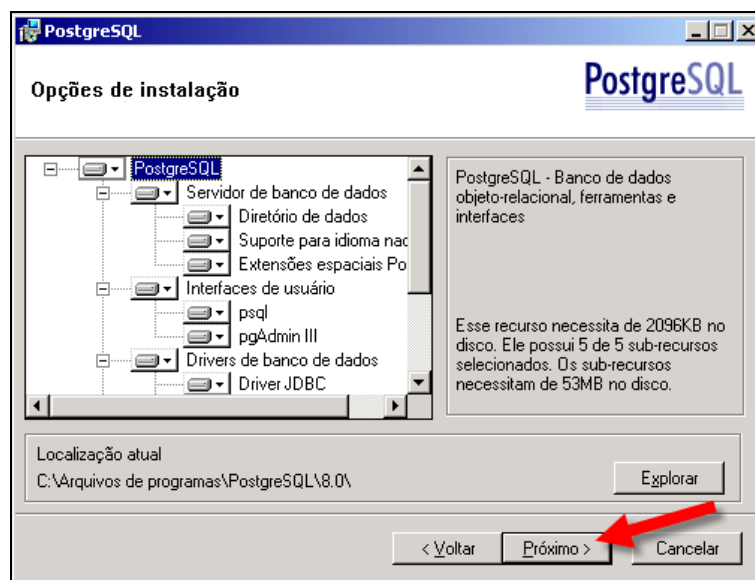 PostgreSQL
Opções de instalação
PostgreSQL
PostgreSQL
Servidor de banco de dados
Diretório de dados
Suporte para idioma nac
Extensões espaciais Po
Interfaces de usuário
psql
pgAdmin III
Drivers de banco de dados
Driver JDBC
PostgreSQL - Banco de dados
objeto-relacional, ferramentas e
interfaces
Esse recurso necessita de 2096KB no
disco. Ele possui 5 de 5 sub-recursos
selecionados. Os sub-recursos
necessitam de 53MB no disco.
Localização atual
C:\Arquivos de programas\PostgreSQL\8.0\
Explorar
< Voltar
Próximo >
Cancelar